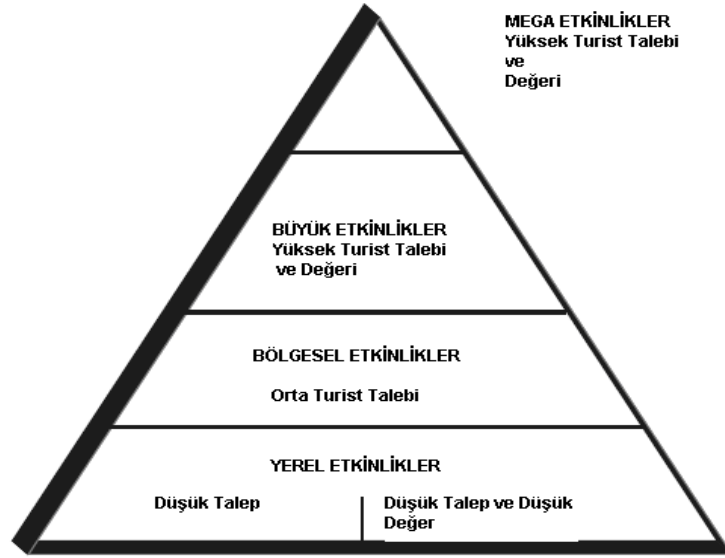 MEGA ETKİNLİKLER
Yüksek Turist Talebi
ve
Değeri
BÜYÜK ETKİNLİKLER
Yüksek Turist Talebi
ve Değeri
BÖLGESEL ETKİNLİKLER
Orta Turist Talebi
YEREL ETKİNLİKLER
Düşük Talep
Düşük Talep ve Düşük
Değer